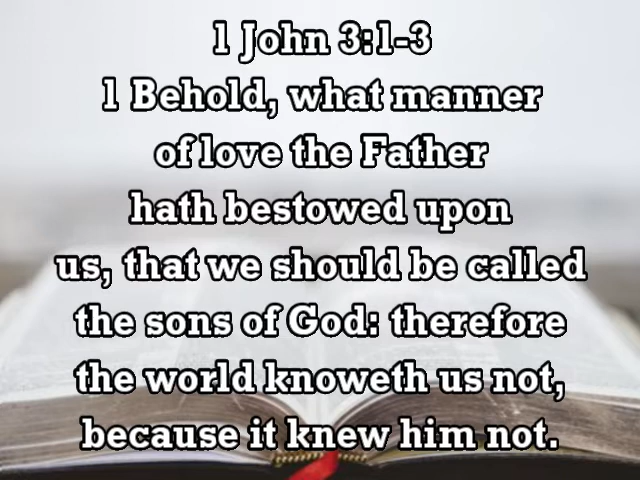 1 John 3:1-3
1 Behold, what manner
of love the Father
hath bestowed upon
us, that we should be called
the sons of God: therefore
the world knoweth us not,
because it knew him not.